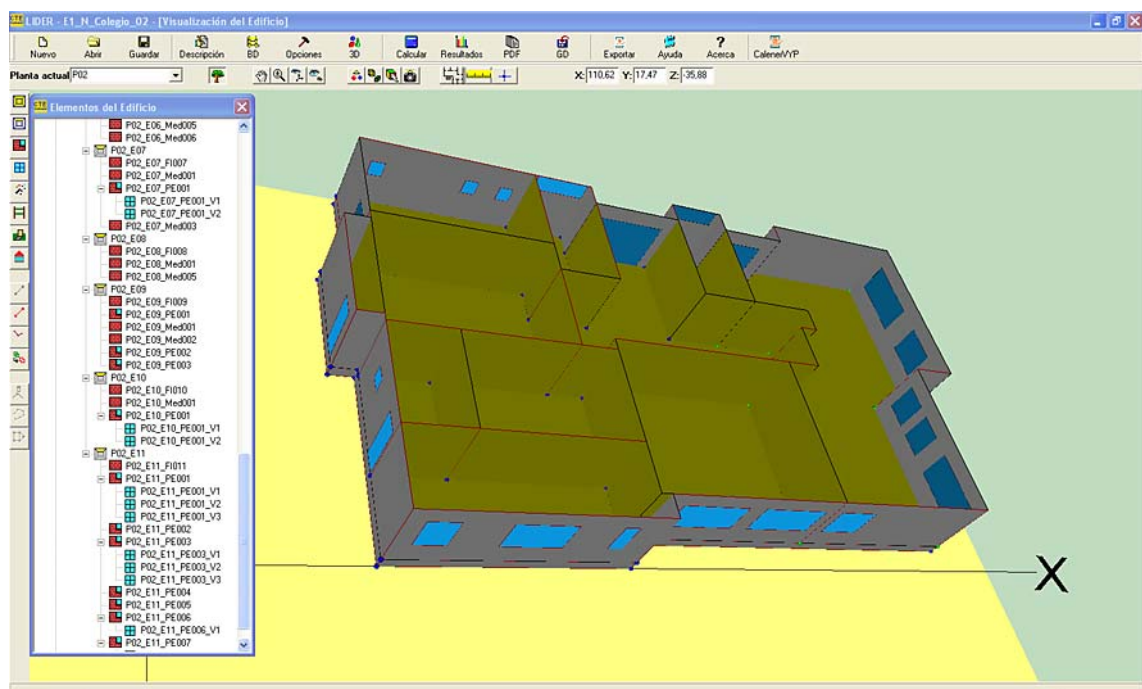 LIDER - E1_N_Colegio_02 - [Visualización del Edificio]
Nuevo Abrir Guardar Descripción BD Opciones 3D Calcular Resultados PDF GD Exportar Ayuda Acerca CalenerVYP
Planta actual P02 X: 110,62 Y: 17,47 Z: -35,88
Elementos del Edificio
P02_E06_Med005
P02_E06_Med006
P02_E07
P02_E07_FI007
P02_E07_Med001
P02_E07_PE001
P02_E07_PE001_V1
P02_E07_PE001_V2
P02_E07_Med003
P02_E08
P02_E08_FI008
P02_E08_Med001
P02_E08_Med005
P02_E09
P02_E09_FI009
P02_E09_PE001
P02_E09_Med001
P02_E09_Med002
P02_E09_PE002
P02_E09_PE003
P02_E10
P02_E10_FI010
P02_E10_Med001
P02_E10_PE001
P02_E10_PE001_V1
P02_E10_PE001_V2
P02_E11
P02_E11_FI011
P02_E11_PE001
P02_E11_PE001_V1
P02_E11_PE001_V2
P02_E11_PE001_V3
P02_E11_PE002
P02_E11_PE003
P02_E11_PE003_V1
P02_E11_PE003_V2
P02_E11_PE003_V3
P02_E11_PE004
P02_E11_PE005
P02_E11_PE006
P02_E11_PE006_V1
P02_E11_PE007
X